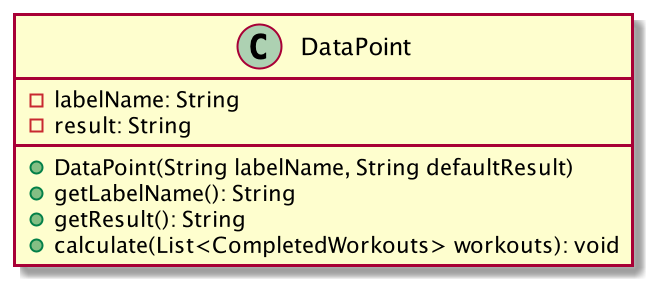 C DataPoint
labelName: String
result: String
DataPoint(String labelName, String defaultResult)
getLabelName(): String
getResult(): String
calculate(List<CompletedWorkouts> workouts): void